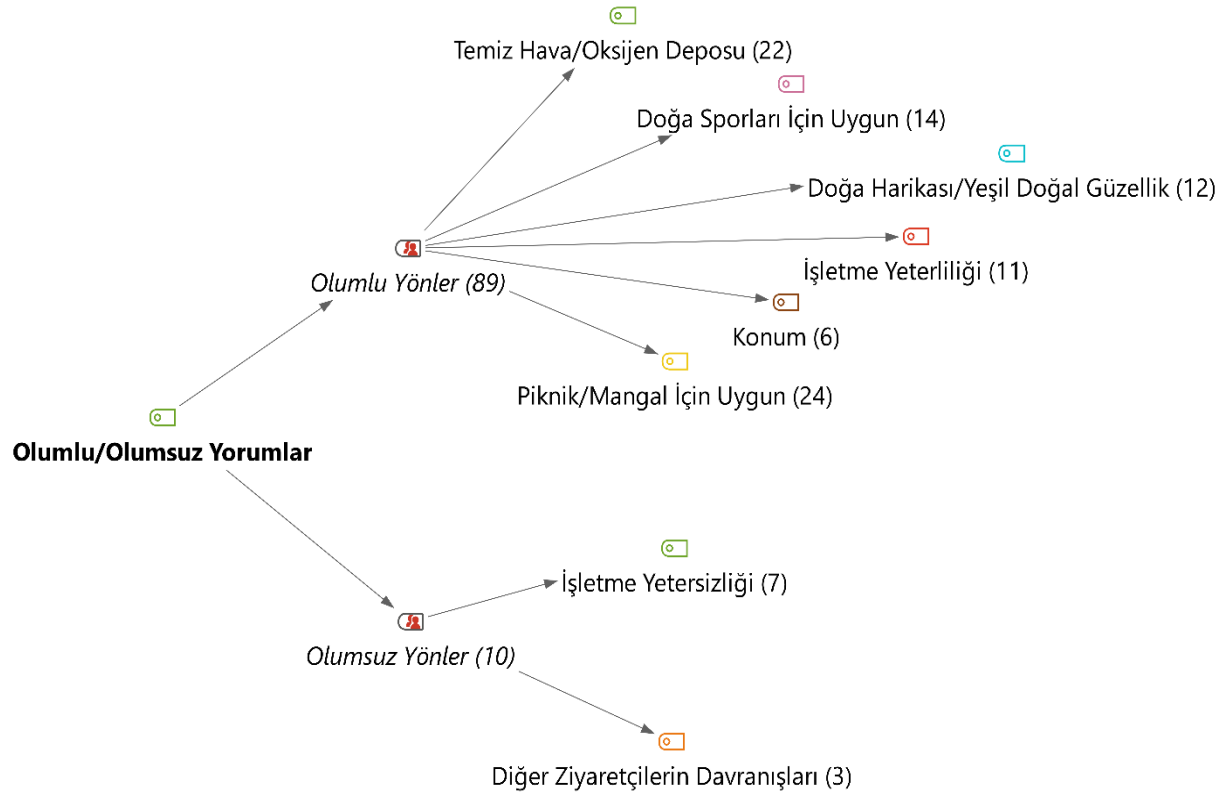 Temiz Hava/Oksijen Deposu (22)
Doğa Sporları İçin Uygun (14)
Doğa Harikası/Yeşil Doğal Güzellik (12)
İşletme Yeterliliği (11)
Olumlu Yönler (89)
Konum (6)
Piknik/Mangal İçin Uygun (24)
Olumlu/Olumsuz Yorumlar
İşletme Yetersizliği (7)
Olumsuz Yönler (10)
Diğer Ziyaretçilerin Davranışları (3)